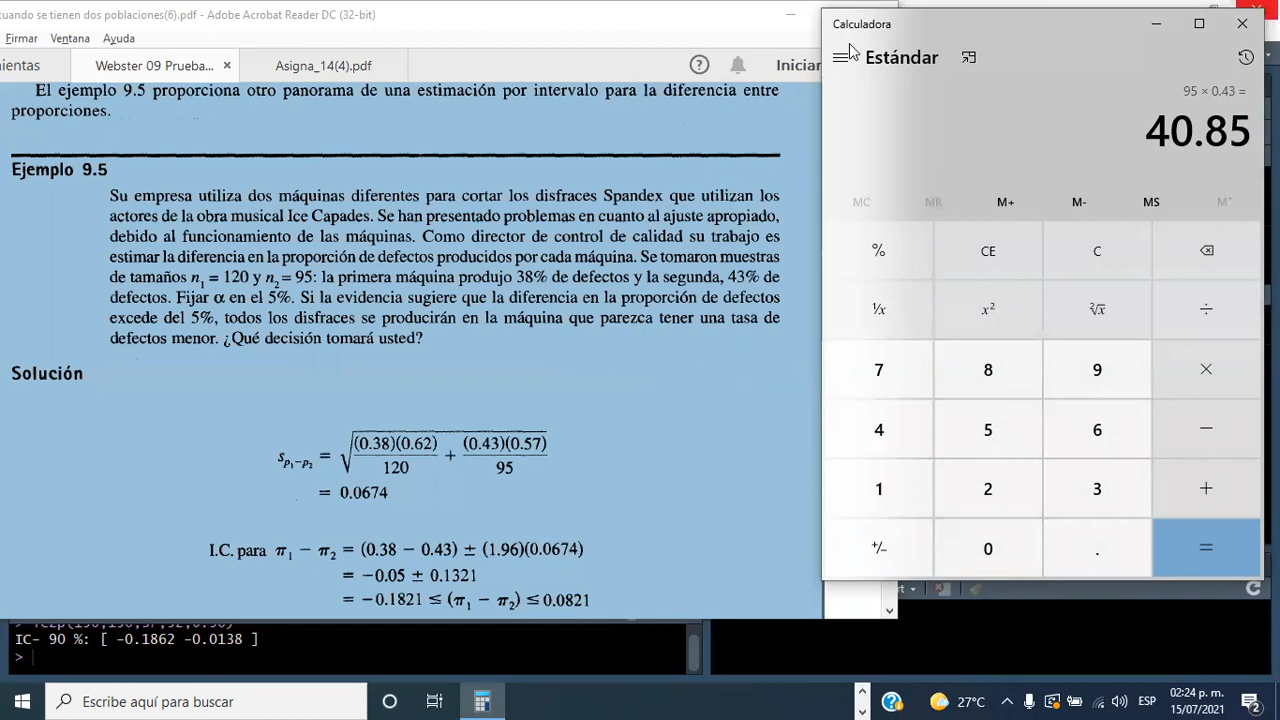 cuando se tienen dos poblaciones(6).pdf - Adobe Acrobat Reader DC (32-bit)
Firmar Ventana Ayuda
mientas Webster 09 Prueba... × Asigna_14(4).pdf Iniciar
El ejemplo 9.5 proporciona otro panorama de una estimación por intervalo para la diferencia entre
proporciones.
Ejemplo 9.5
Su empresa utiliza dos máquinas diferentes para cortar los disfraces Spandex que utilizan los
actores de la obra musical Ice Capades. Se han presentado problemas en cuanto al ajuste apropiado,
debido al funcionamiento de las máquinas. Como director de control de calidad su trabajo es
estimar la diferencia en la proporción de defectos producidos por cada máquina. Se tomaron muestras
de tamaños n₁ = 120 y n₂ = 95: la primera máquina produjo 38% de defectos y la segunda, 43% de
defectos. Fijar α en el 5%. Si la evidencia sugiere que la diferencia en la proporción de defectos
excede del 5%, todos los disfraces se producirán en la máquina que parezca tener una tasa de
defectos menor. ¿Qué decisión tomará usted?
Solución
s p₁−p₂ = √ (0.38)(0.62)/120 + (0.43)(0.57)/95
= 0.0674
I.C. para π₁ − π₂ = (0.38 − 0.43) ± (1.96)(0.0674)
= −0.05 ± 0.1321
= −0.1821 ≤ (π₁ − π₂) ≤ 0.0821
IC- 90 %: [ -0.1862 -0.0138 ]
>
Calculadora
Estándar
95 × 0.43 =
40.85
MC MR M+ M- MS M˅
% CE C
¹/x x² ²√x ÷
7 8 9 ×
4 5 6 −
1 2 3 +
+/− 0 . =
Escribe aquí para buscar
27°C
ESP
02:24 p. m.
15/07/2021
2